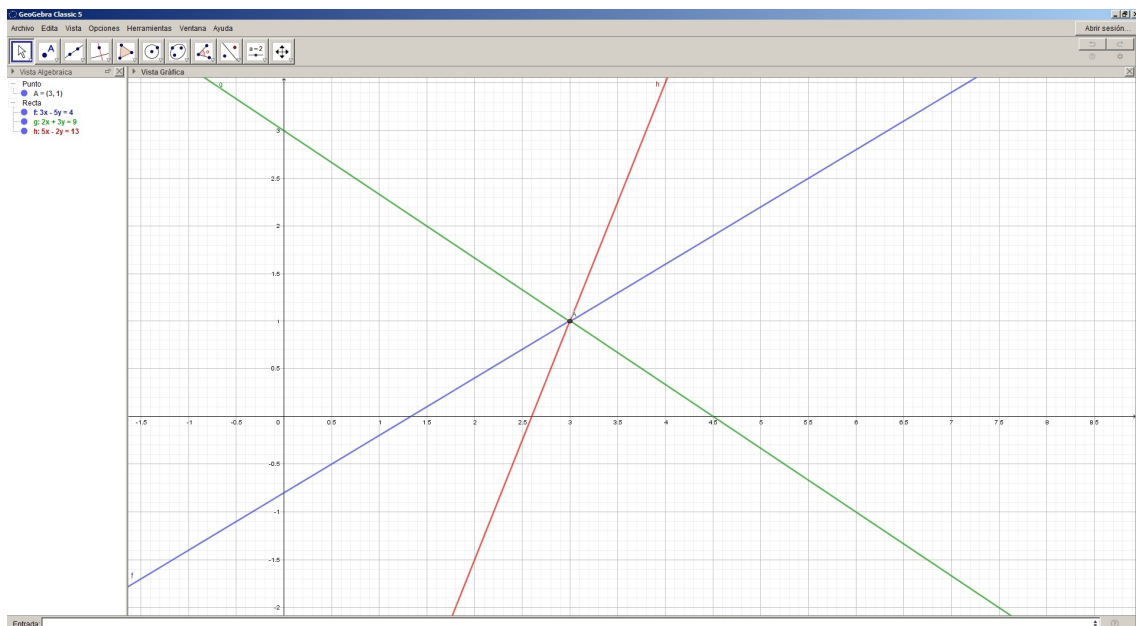 GeoGebra Classic 5
Archivo Edita Vista Opciones Herramientas Ventana Ayuda
Abrir sesión...
A
a=2
Vista Algebraica
Vista Gráfica
Punto
A = (3, 1)
Recta
f: 3x - 5y = 4
g: 2x + 3y = 9
h: 5x - 2y = 13
g
h
3
2.5
2
1.5
1
A
0.5
-1.5 -1 -0.5 0 0.5 1 1.5 2 2.5 3 3.5 4 4.5 5 5.5 6 6.5 7 7.5 8 8.5
-0.5
-1
-1.5
f
-2
Entrada: